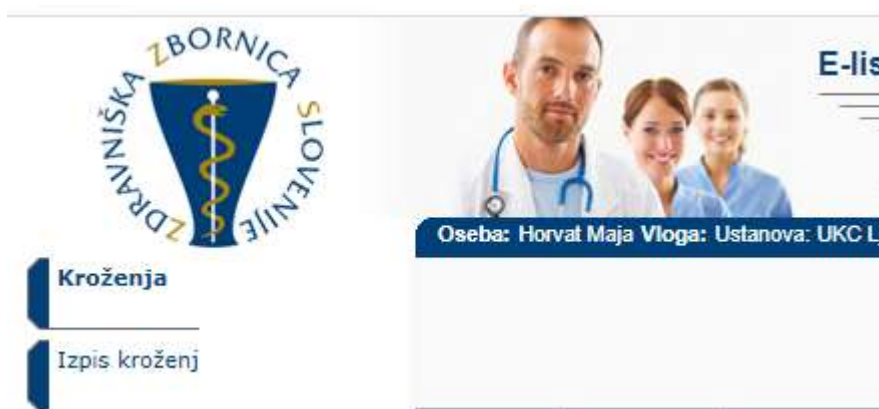 ZDRAVNIŠKA ZBORNICA SLOVENIJE
E-lis
Oseba: Horvat Maja Vloga: Ustanova: UKC L
Kroženja
Izpis kroženj